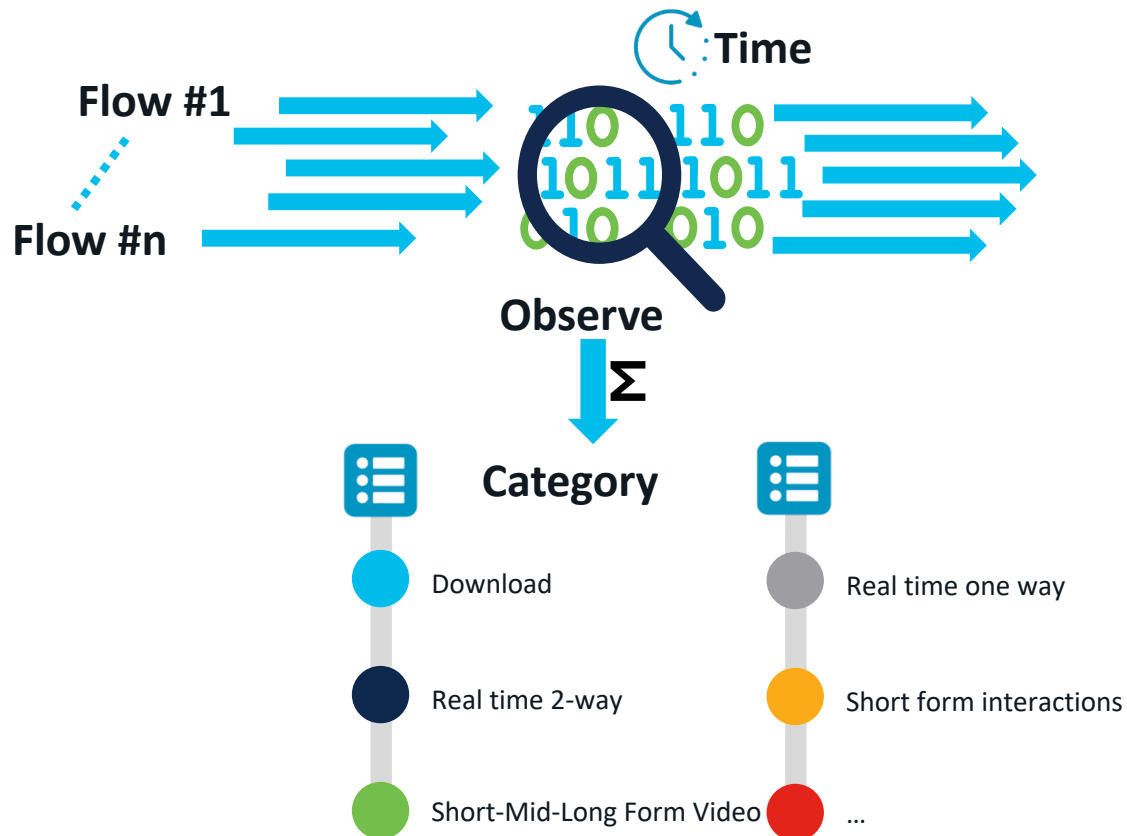 Time
Flow #1
110 110
1011 1011
010 010
Flow #n
Observe
Σ
Category
Download
Real time one way
Real time 2-way
Short form interactions
Short-Mid-Long Form Video
...